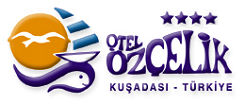 OTEL
ÖZÇELİK
KUŞADASI - TÜRKİYE